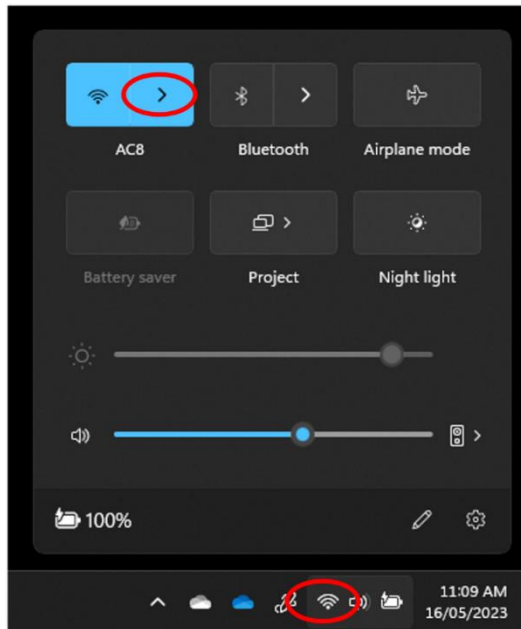 AC8 Bluetooth Airplane mode
Battery saver Project Night light
100%
11:09 AM
16/05/2023